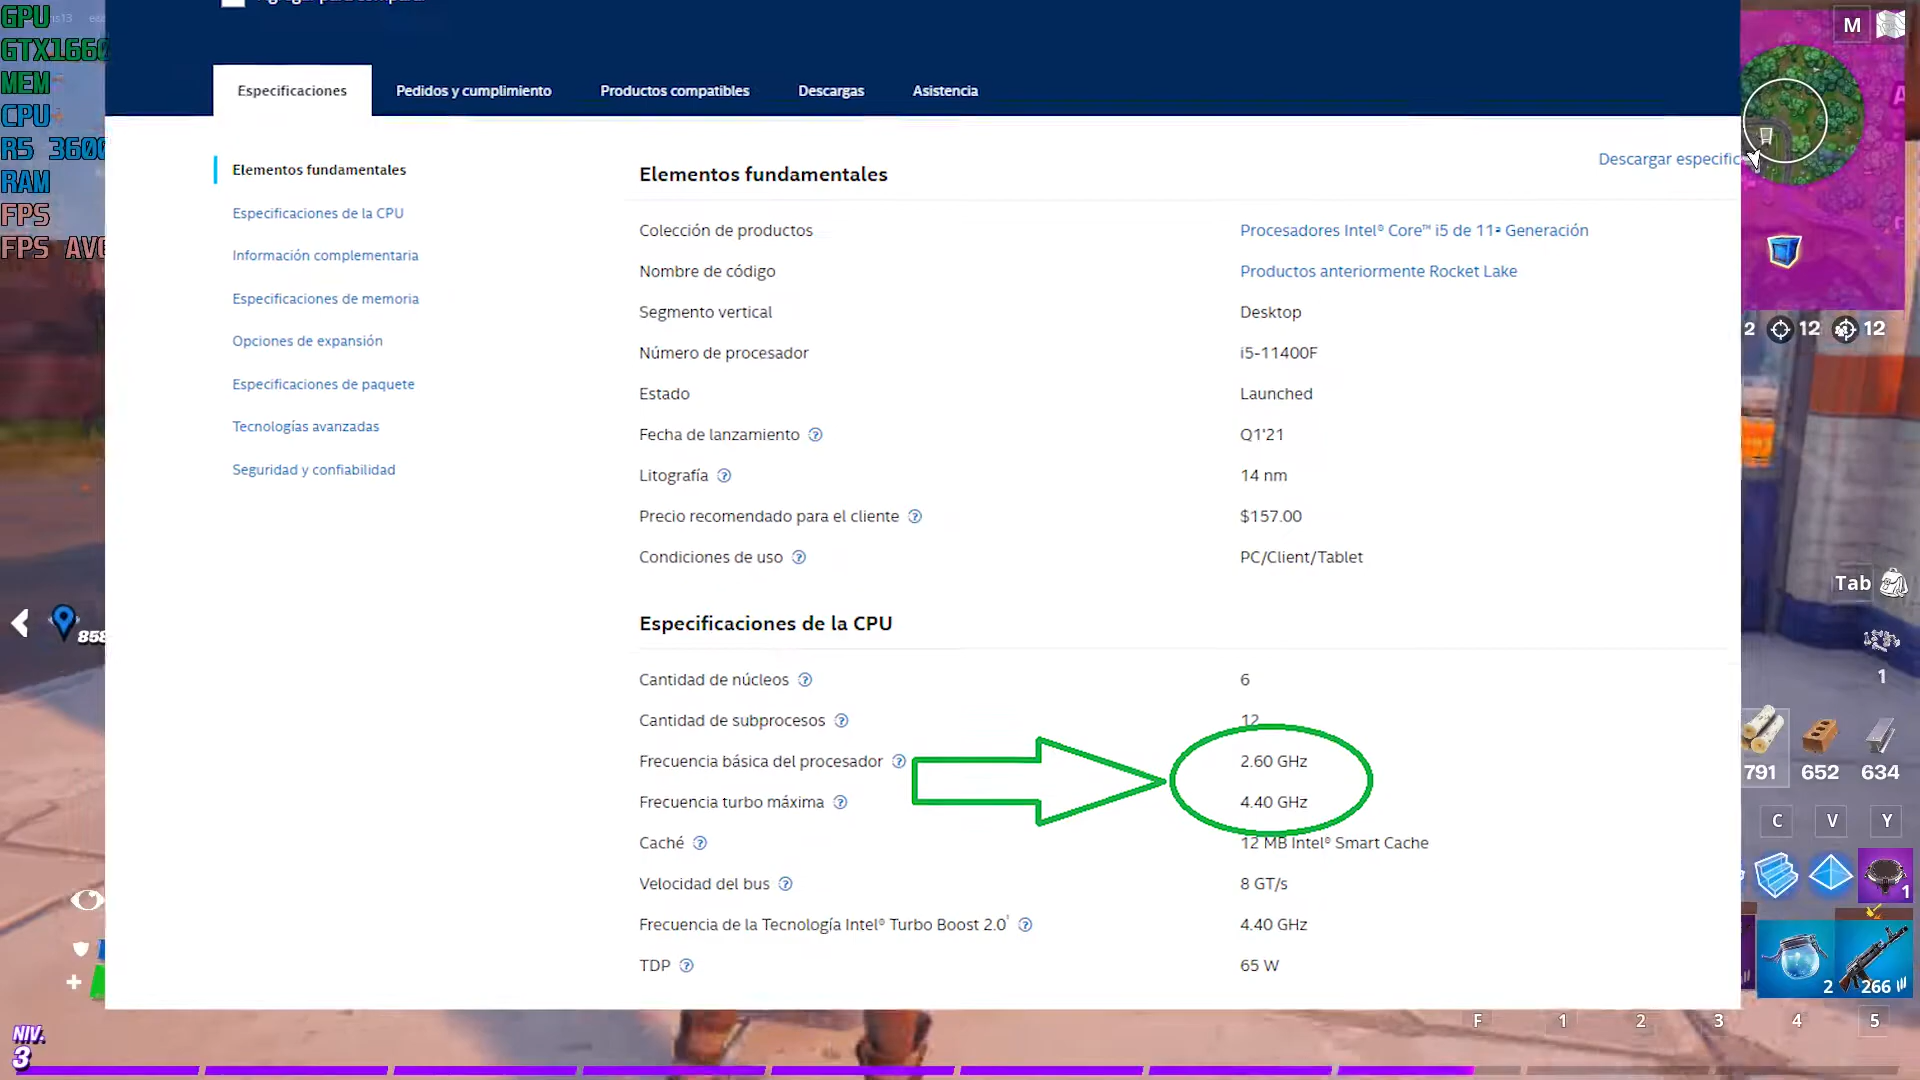 GPU
GTX1660
MEM
CPU
R5 3600
RAM
FPS
FPS AVG
Especificaciones
Pedidos y cumplimiento
Productos compatibles
Descargas
Asistencia
Elementos fundamentales
Especificaciones de la CPU
Información complementaria
Especificaciones de memoria
Opciones de expansión
Especificaciones de paquete
Tecnologías avanzadas
Seguridad y confiabilidad
Descargar especific
Elementos fundamentales
Colección de productos Procesadores Intel® Core™ i5 de 11ª Generación
Nombre de código Productos anteriormente Rocket Lake
Segmento vertical Desktop
Número de procesador i5-11400F
Estado Launched
Fecha de lanzamiento ? Q1'21
Litografía ? 14 nm
Precio recomendado para el cliente ? $157.00
Condiciones de uso ? PC/Client/Tablet
Especificaciones de la CPU
Cantidad de núcleos ? 6
Cantidad de subprocesos ? 12
Frecuencia básica del procesador ? 2.60 GHz
Frecuencia turbo máxima ? 4.40 GHz
Caché ? 12 MB Intel® Smart Cache
Velocidad del bus ? 8 GT/s
Frecuencia de la Tecnología Intel® Turbo Boost 2.0¹ ? 4.40 GHz
TDP ? 65 W
M
2 12 12
Tab
1
791 652 634
C V Y
1
2 266
F 1 2 3 4 5
858
NIV.
3